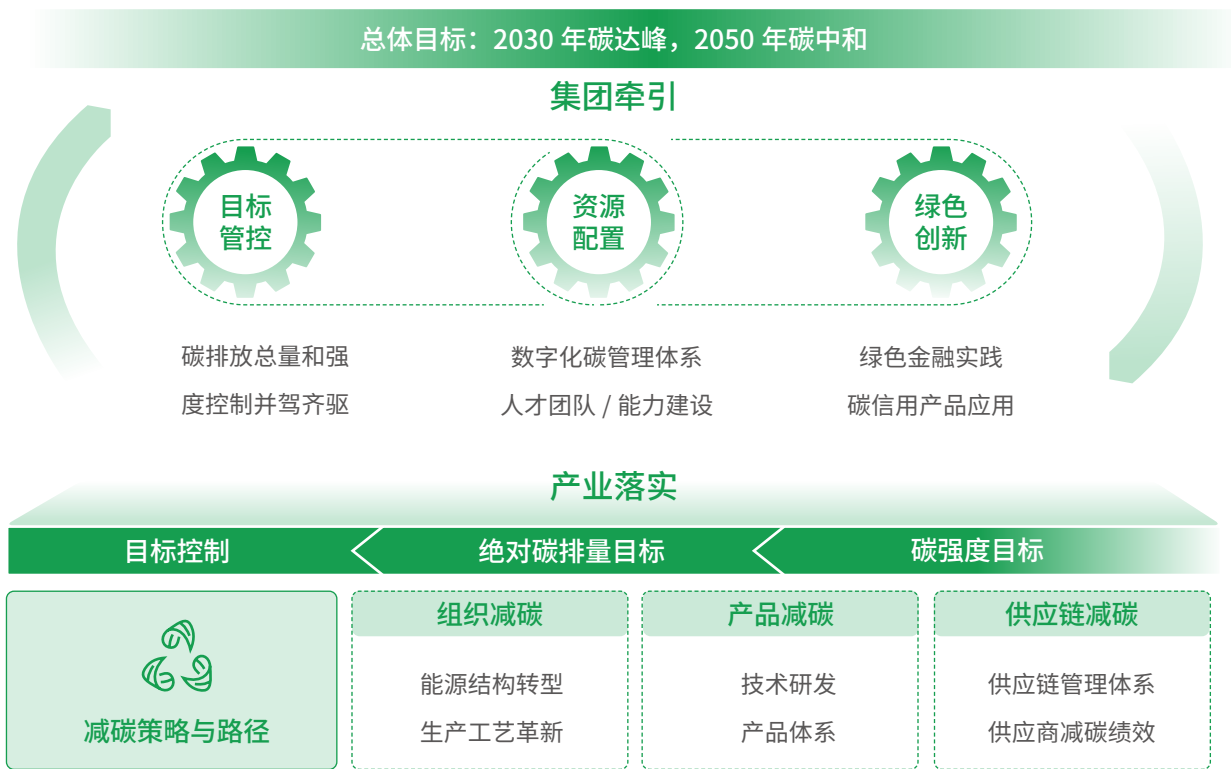 总体目标：2030 年碳达峰，2050 年碳中和
集团牵引
目标
管控
资源
配置
绿色
创新
碳排放总量和强
度控制并驾齐驱
数字化碳管理体系
人才团队 / 能力建设
绿色金融实践
碳信用产品应用
产业落实
目标控制
绝对碳排量目标
碳强度目标
减碳策略与路径
组织减碳
能源结构转型
生产工艺革新
产品减碳
技术研发
产品体系
供应链减碳
供应链管理体系
供应商减碳绩效